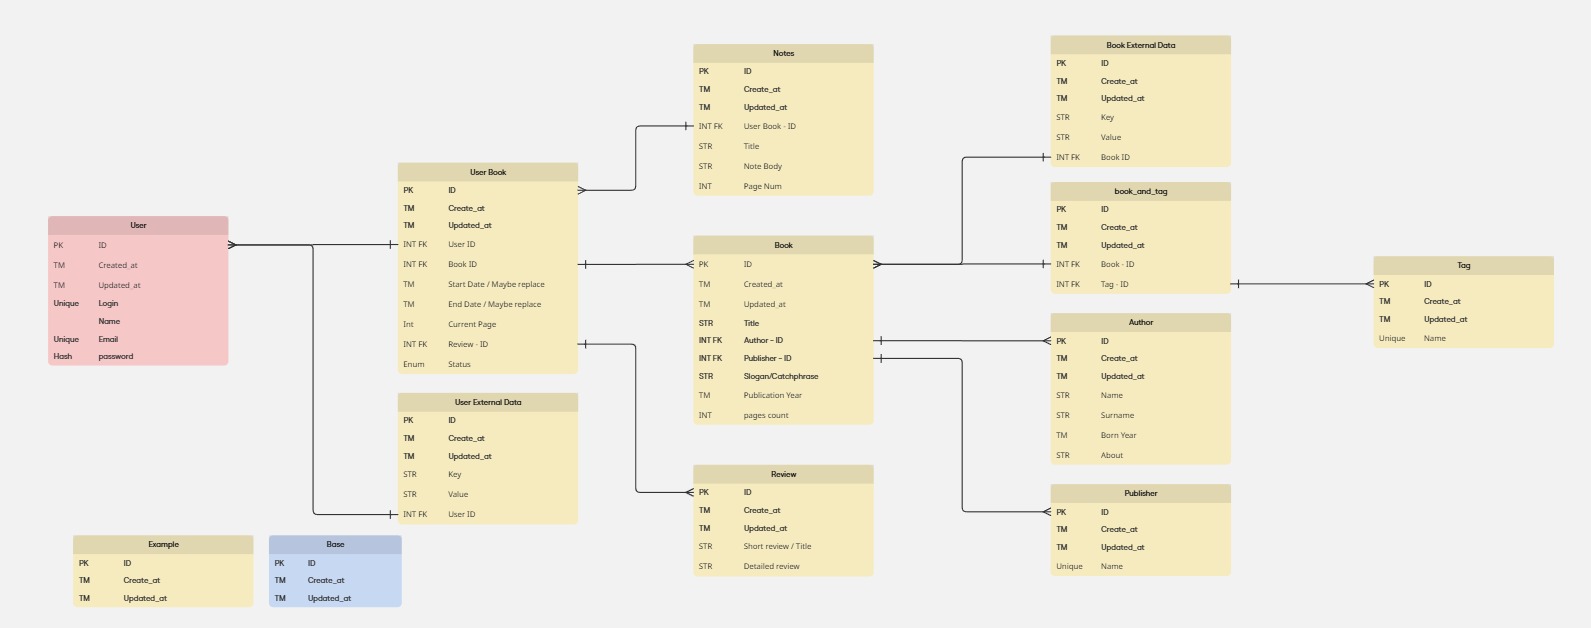 User
PK ID
TM Created_at
TM Updated_at
Unique Login
Name
Unique Email
Hash password
User Book
PK ID
TM Create_at
TM Updated_at
INT FK User ID
INT FK Book ID
TM Start Date / Maybe replace
TM End Date / Maybe replace
Int Current Page
INT FK Review - ID
Enum Status
User External Data
PK ID
TM Create_at
TM Updated_at
STR Key
STR Value
INT FK User ID
Example
PK ID
TM Create_at
TM Updated_at
Base
PK ID
TM Create_at
TM Updated_at
Notes
PK ID
TM Create_at
TM Updated_at
INT FK User Book - ID
STR Title
STR Note Body
INT Page Num
Book
PK ID
TM Created_at
TM Updated_at
STR Title
INT FK Author - ID
INT FK Publisher - ID
STR Slogan/Catchphrase
TM Publication Year
INT pages count
Review
PK ID
TM Create_at
TM Updated_at
STR Short review / Title
STR Detailed review
Book External Data
PK ID
TM Create_at
TM Updated_at
STR Key
STR Value
INT FK Book ID
book_and_tag
PK ID
TM Create_at
TM Updated_at
INT FK Book - ID
INT FK Tag - ID
Author
PK ID
TM Create_at
TM Updated_at
STR Name
STR Surname
TM Born Year
STR About
Publisher
PK ID
TM Create_at
TM Updated_at
Unique Name
Tag
PK ID
TM Create_at
TM Updated_at
Unique Name